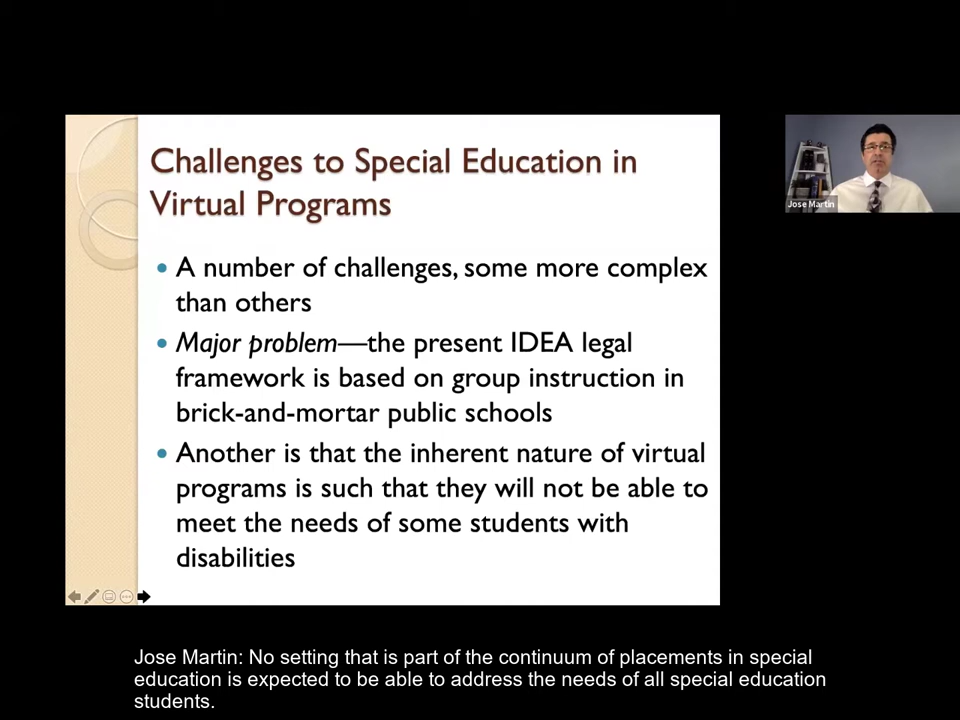 Challenges to Special Education in
Virtual Programs
A number of challenges, some more complex
than others
Major problem—the present IDEA legal
framework is based on group instruction in
brick-and-mortar public schools
Another is that the inherent nature of virtual
programs is such that they will not be able to
meet the needs of some students with
disabilities
Jose Martin
Jose Martin: No setting that is part of the continuum of placements in special
education is expected to be able to address the needs of all special education
students.